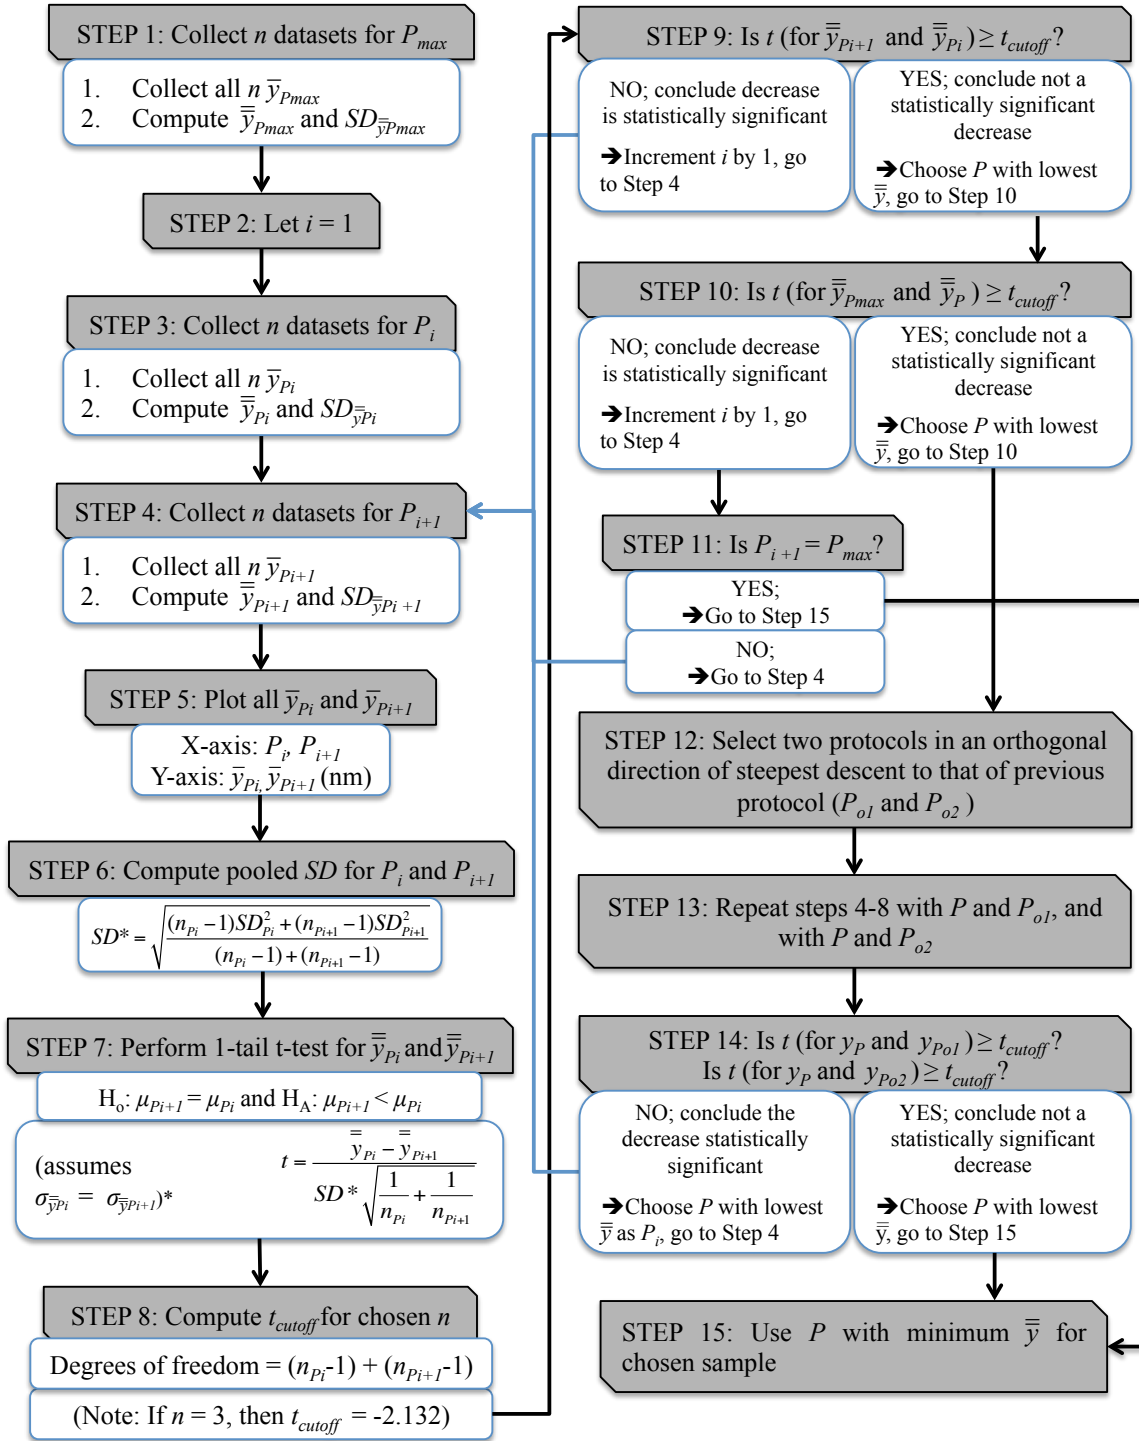 STEP 1: Collect n datasets for Pmax
1. Collect all n ȳPmax
2. Compute y̿Pmax and SDy̿Pmax
STEP 2: Let i = 1
STEP 3: Collect n datasets for Pi
1. Collect all n ȳPi
2. Compute y̿Pi and SDy̿Pi
STEP 4: Collect n datasets for Pi+1
1. Collect all n ȳPi+1
2. Compute y̿Pi+1 and SDy̿Pi+1
STEP 5: Plot all ȳPi and ȳPi+1
X-axis: Pi, Pi+1
Y-axis: ȳPi, ȳPi+1 (nm)
STEP 6: Compute pooled SD for Pi and Pi+1
SD* = √(((nPi −1)SD²Pi + (nPi+1 −1)SD²Pi+1) / ((nPi −1) + (nPi+1 −1)))
STEP 7: Perform 1-tail t-test for y̿Pi and y̿Pi+1
Ho: μPi+1 = μPi and HA: μPi+1 < μPi
(assumes
σy̿Pi = σy̿Pi+1)*
t = (y̿Pi − y̿Pi+1) / (SD* √(1/nPi + 1/nPi+1))
STEP 8: Compute tcutoff for chosen n
Degrees of freedom = (nPi-1) + (nPi+1-1)
(Note: If n = 3, then tcutoff = -2.132)
STEP 9: Is t (for y̿Pi+1 and y̿Pi) ≥ tcutoff?
NO; conclude decrease
is statistically significant
➔Increment i by 1, go
to Step 4
YES; conclude not a
statistically significant
decrease
➔Choose P with lowest
y̿, go to Step 10
STEP 10: Is t (for y̿Pmax and y̿P ) ≥ tcutoff?
NO; conclude decrease
is statistically significant
➔Increment i by 1, go
to Step 4
YES; conclude not a
statistically significant
decrease
➔Choose P with lowest
y̿, go to Step 10
STEP 11: Is Pi+1 = Pmax?
YES;
➔Go to Step 15
NO;
➔Go to Step 4
STEP 12: Select two protocols in an orthogonal
direction of steepest descent to that of previous
protocol (Po1 and Po2 )
STEP 13: Repeat steps 4-8 with P and Po1, and
with P and Po2
STEP 14: Is t (for yP and yPo1) ≥ tcutoff?
Is t (for yP and yPo2) ≥ tcutoff?
NO; conclude the
decrease statistically
significant
➔Choose P with lowest
y̿ as Pi, go to Step 4
YES; conclude not a
statistically significant
decrease
➔Choose P with lowest
y̿, go to Step 15
STEP 15: Use P with minimum y̿ for
chosen sample